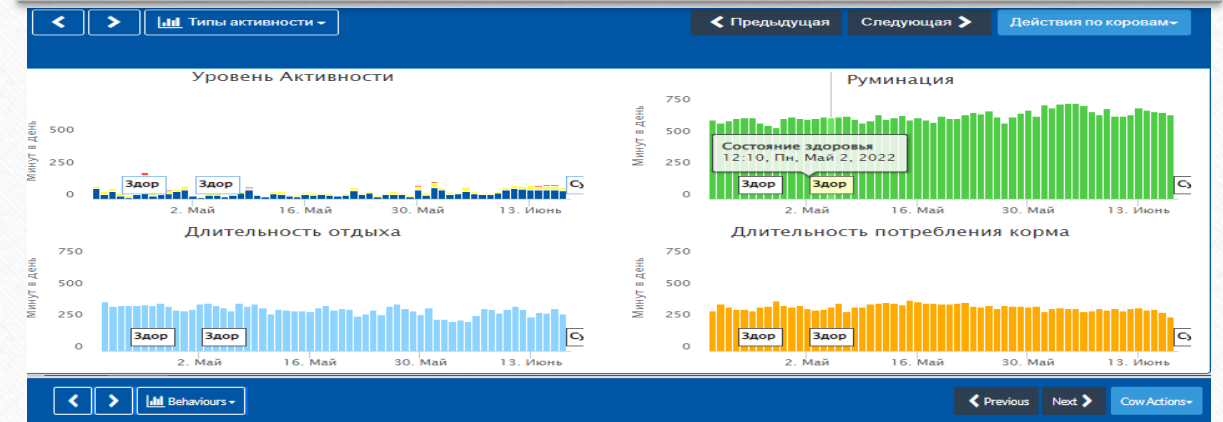 Типы активности
Предыдущая
Следующая
Действия по коровам
Уровень Активности
Минут в день
500
250
0
Здор
Здор
Су
2. Май
16. Май
30. Май
13. Июнь
Руминация
Минут в день
750
500
250
0
Состояние здоровья
12:10, Пн, Май 2, 2022
Здор
Здор
Су
2. Май
16. Май
30. Май
13. Июнь
Длительность отдыха
Минут в день
750
500
250
0
Здор
Здор
Су
2. Май
16. Май
30. Май
13. Июнь
Длительность потребления корма
Минут в день
750
500
250
0
Здор
Здор
Су
2. Май
16. Май
30. Май
13. Июнь
Behaviours
Previous
Next
Cow Actions